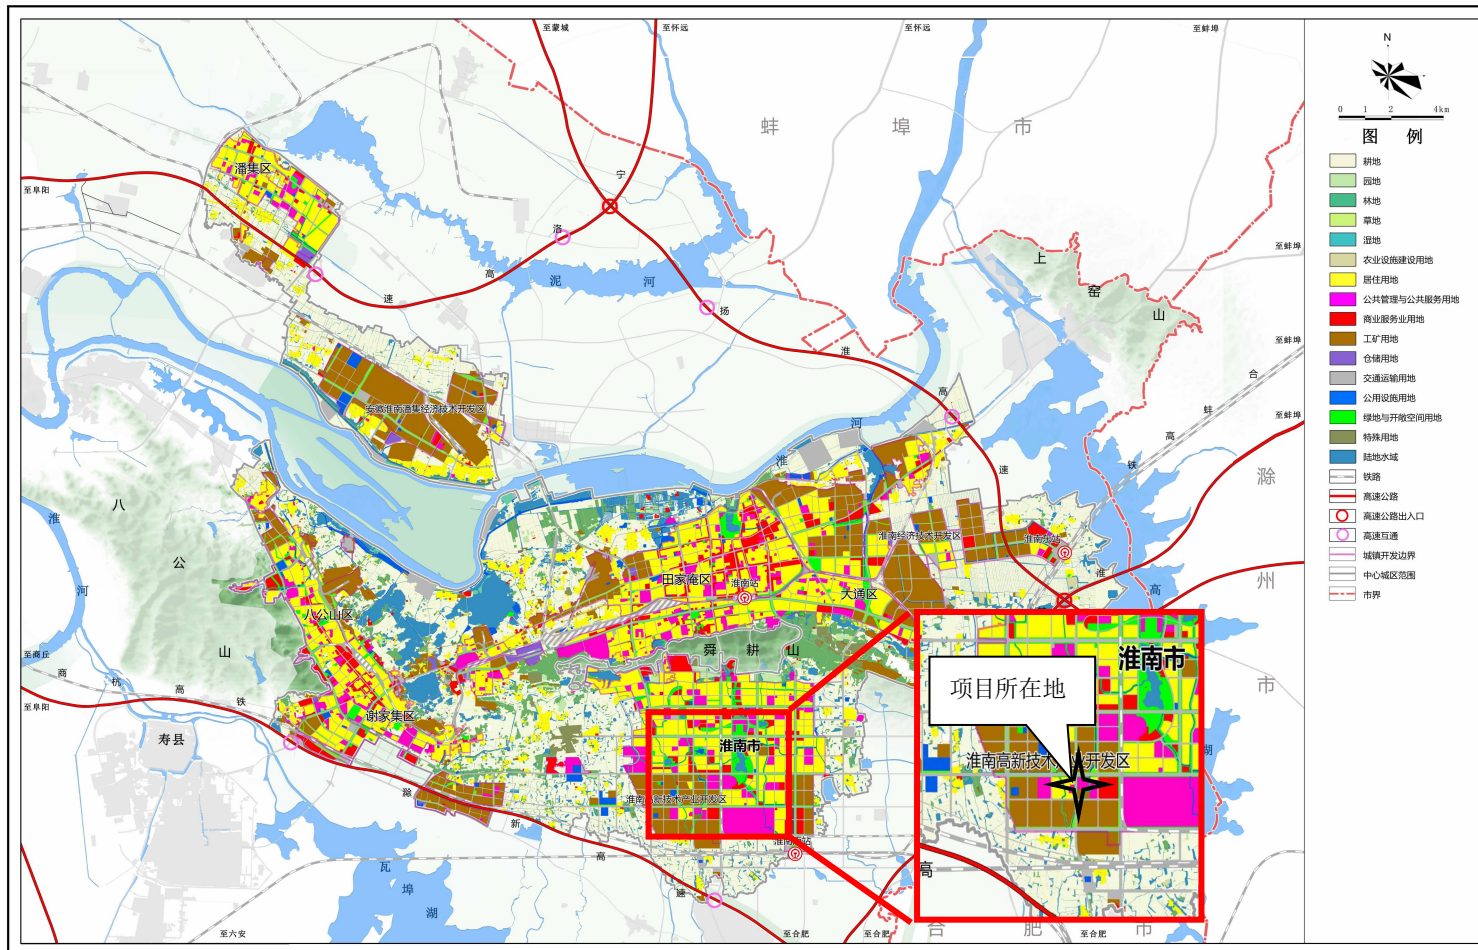 至蒙城
至怀远
至怀远
至蚌埠
蚌 埠 市
N
0 1 2 4km
图 例
耕地
园地
林地
草地
湿地
农业设施建设用地
居住用地
公共管理与公共服务用地
商业服务业用地
工矿用地
仓储用地
交通运输用地
公用设施用地
绿地与开敞空间用地
特殊用地
陆地水域
铁路
高速公路
高速公路出入口
高速互通
城镇开发边界
中心城区范围
市界
潘集区
至阜阳
宁
洛
高
速
泥 河
扬
淮
高
速
上
窑
山
至蚌埠
至蚌埠
至蚌埠
合
蚌
高
铁
安徽淮南潘集经济技术开发区
河
淮
滁
州
市
淮
河
八
公
山
淮南经济技术开发区
淮南东站
田家庵区
淮南站
大通区
八公山区
舜 耕 山
淮
高
至商丘
商
杭
高
铁
至阜阳
谢家集区
寿县
淮南市
淮南高新技术产业开发区
淮南南站
滁
新
高
速
瓦
埠
湖
至六安
至合肥
至合肥
至合肥
合 肥 市
淮南市
项目所在地
淮南高新技术
开发区
湖
高